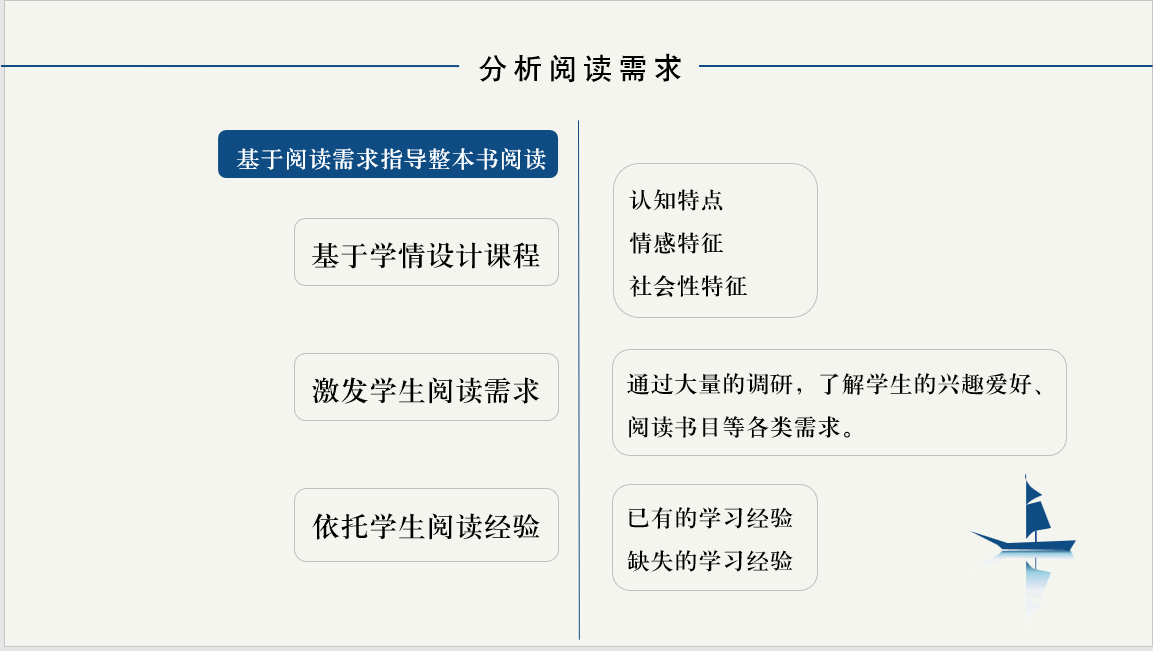 分析阅读需求
基于阅读需求指导整本书阅读
基于学情设计课程
认知特点
情感特征
社会性特征
激发学生阅读需求
通过大量的调研，了解学生的兴趣爱好、
阅读书目等各类需求。
依托学生阅读经验
已有的学习经验
缺失的学习经验